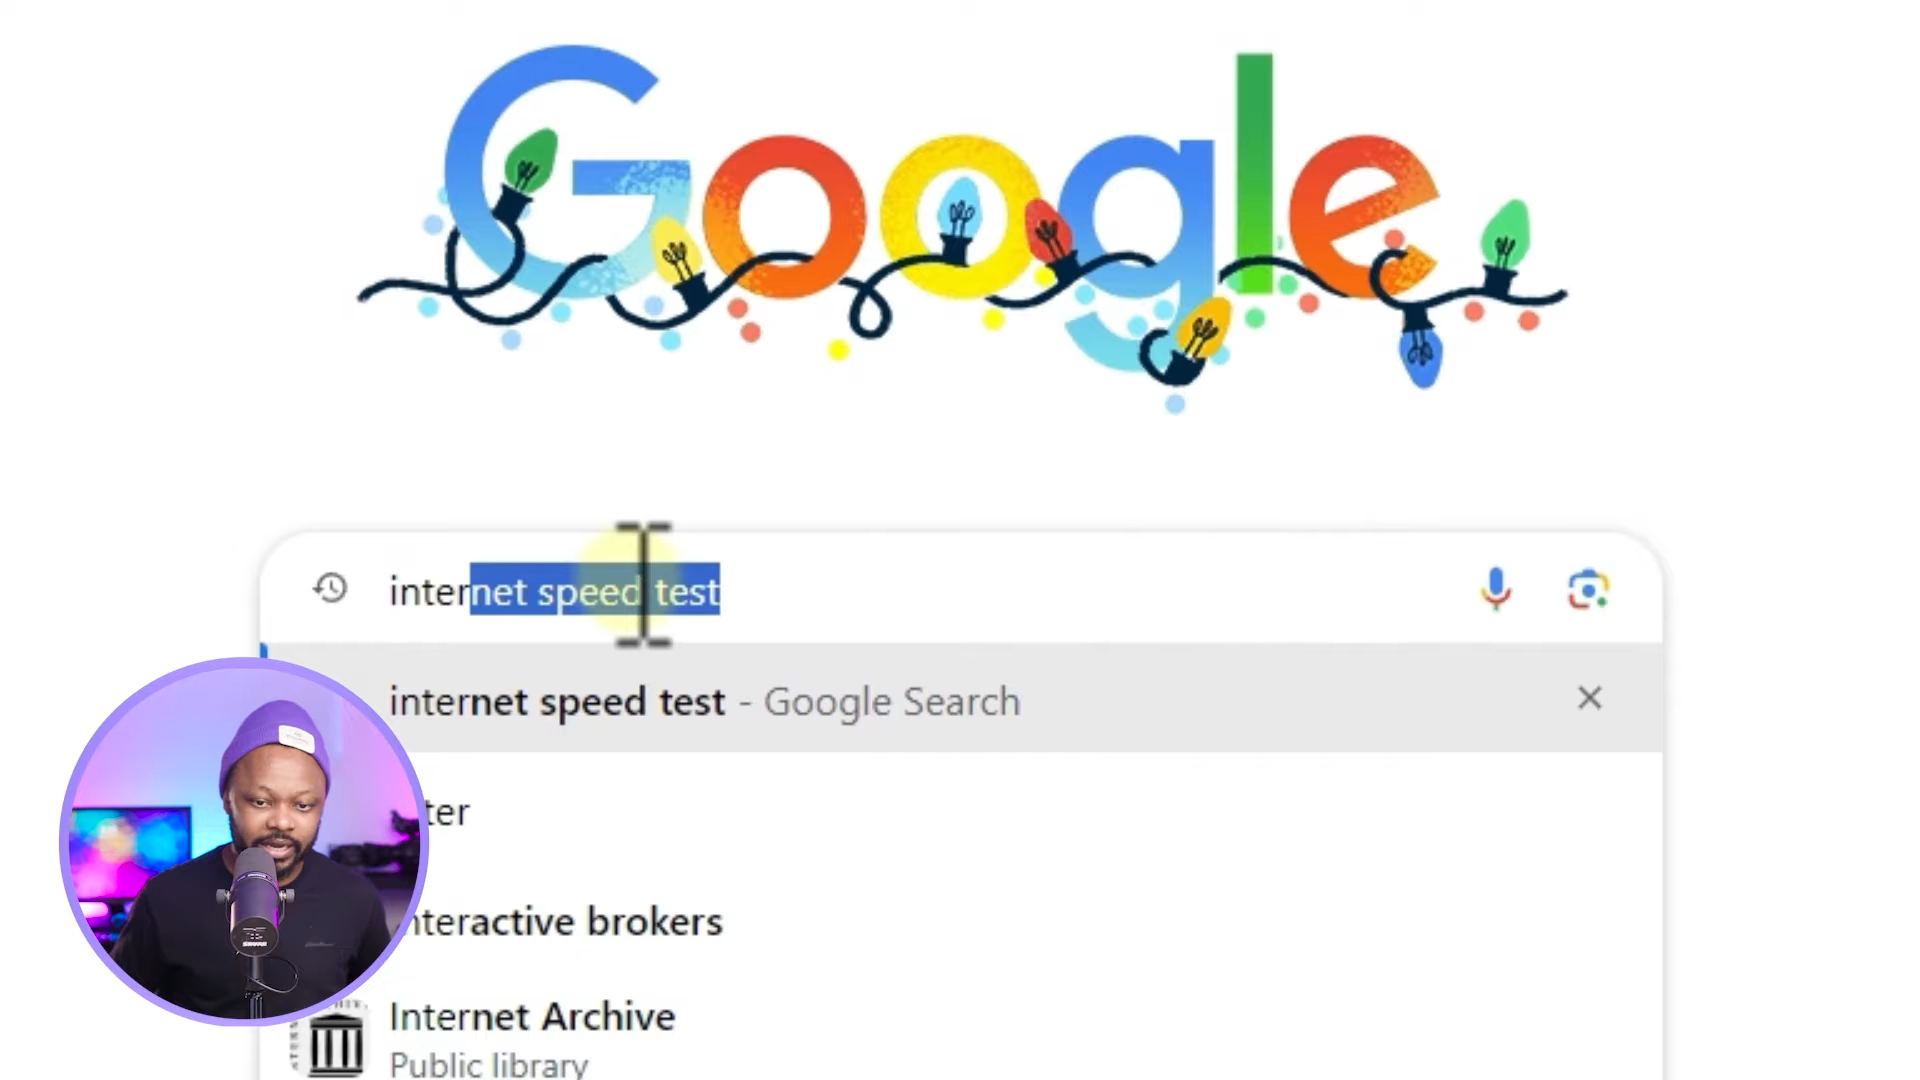 Google
internet speed test
internet speed test - Google Search
ter
nteractive brokers
Internet Archive
Public library